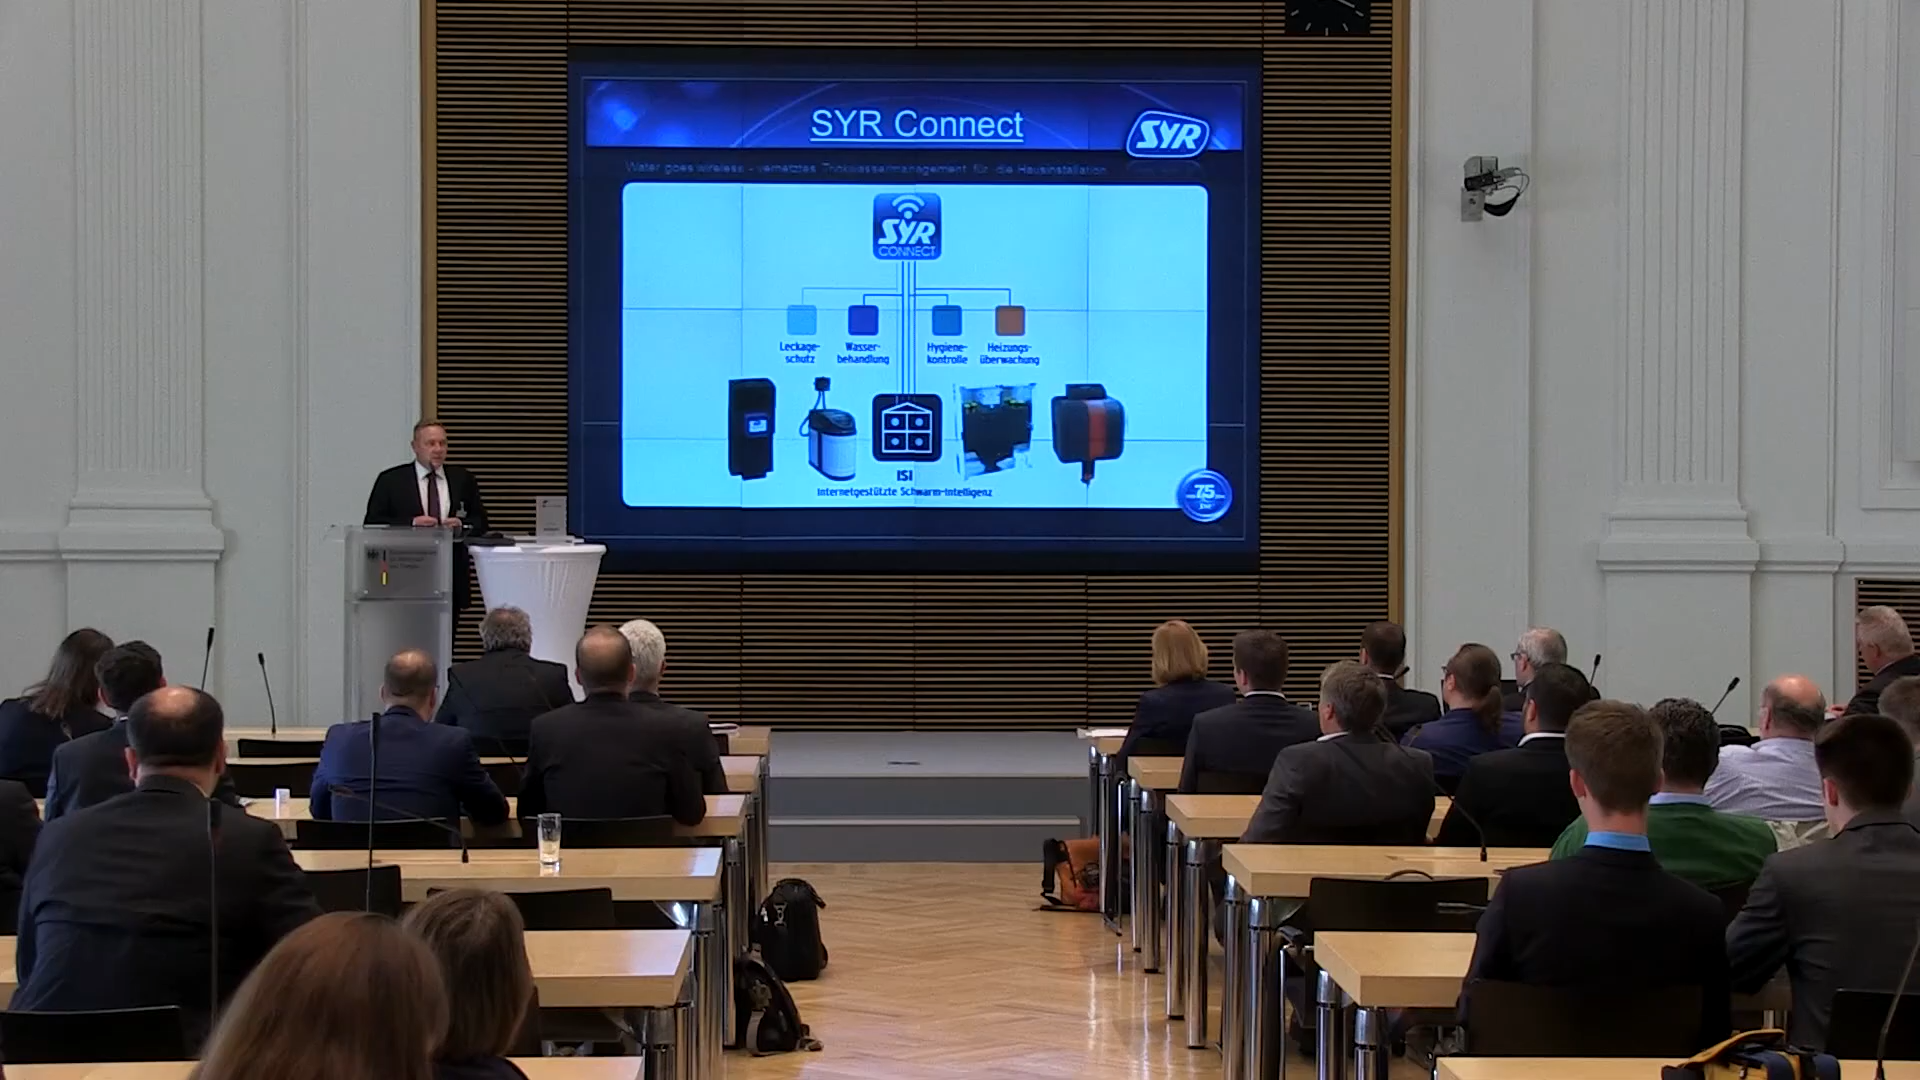 SYR Connect
SYR
Water goes wireless - vernetztes Trinkwassermanagement für die Hausinstallation
SYR
CONNECT
Leckage-
schutz
Wasser-
behandlung
Hygiene-
kontrolle
Heizungs-
überwachung
ISI
Internetgestützte Schwarm-Intelligenz
75